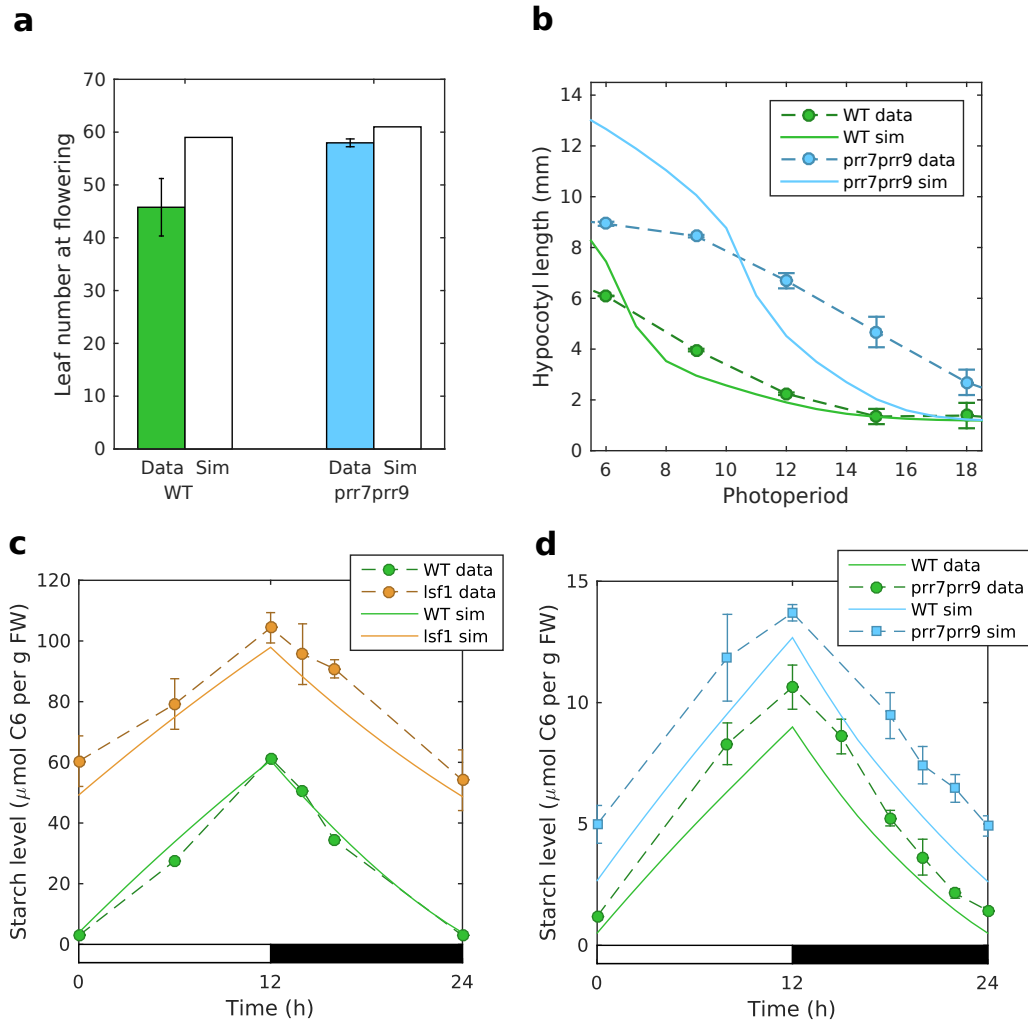 a
70
60
50
40
30
20
10
0
Leaf number at flowering
Data Sim Data Sim
WT prr7prr9
b
14
12
10
8
6
4
2
0
Hypocotyl length (mm)
WT data
WT sim
prr7prr9 data
prr7prr9 sim
6 8 10 12 14 16 18
Photoperiod
c
120
100
80
60
40
20
0
Starch level (μmol C6 per g FW)
WT data
lsf1 data
WT sim
lsf1 sim
0 12 24
Time (h)
d
15
10
5
0
Starch level (μmol C6 per g FW)
WT data
prr7prr9 data
WT sim
prr7prr9 sim
0 12 24
Time (h)